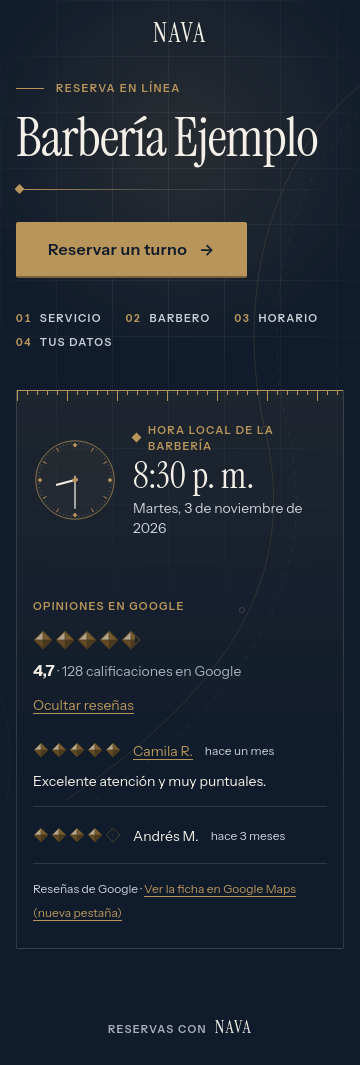 NAVA
RESERVA EN LÍNEA
Barbería Ejemplo
Reservar un turno →
01 SERVICIO 02 BARBERO 03 HORARIO
04 TUS DATOS
HORA LOCAL DE LA
BARBERÍA
8:30 p. m.
Martes, 3 de noviembre de
2026
OPINIONES EN GOOGLE
4,7 · 128 calificaciones en Google
Ocultar reseñas
Camila R. hace un mes
Excelente atención y muy puntuales.
Andrés M. hace 3 meses
Reseñas de Google · Ver la ficha en Google Maps
(nueva pestaña)
RESERVAS CON NAVA